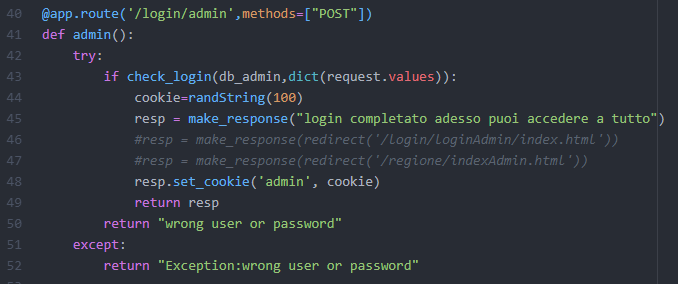 40 @app.route('/login/admin',methods=["POST"])
41 def admin():
42     try:
43         if check_login(db_admin,dict(request.values)):
44             cookie=randString(100)
45             resp = make_response("login completato adesso puoi accedere a tutto")
46             #resp = make_response(redirect('/login/loginAdmin/index.html'))
47             #resp = make_response(redirect('/regione/indexAdmin.html'))
48             resp.set_cookie('admin', cookie)
49             return resp
50         return "wrong user or password"
51     except:
52         return "Exception:wrong user or password"